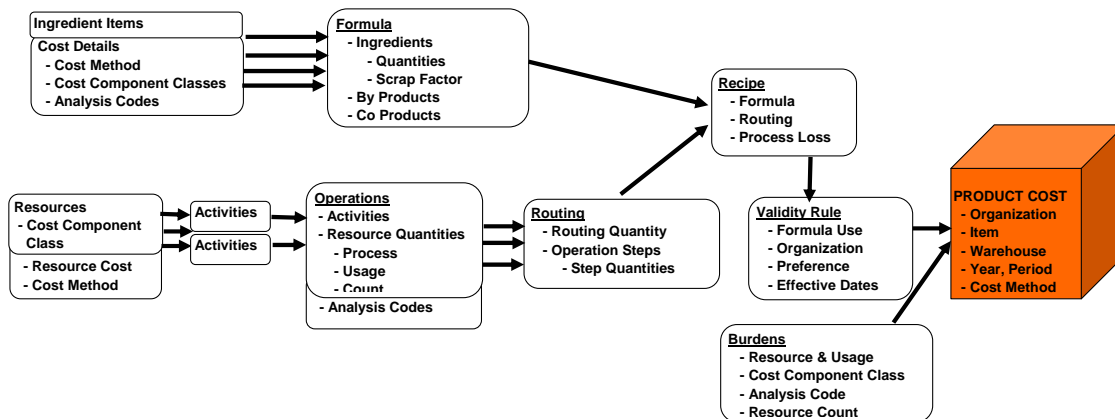 Ingredient Items
Cost Details
- Cost Method
- Cost Component Classes
- Analysis Codes
Formula
- Ingredients
- Quantities
- Scrap Factor
- By Products
- Co Products
Recipe
- Formula
- Routing
- Process Loss
Resources
- Cost Component
Class
- Resource Cost
- Cost Method
Activities
Activities
Operations
- Activities
- Resource Quantities
- Process
- Usage
- Count
- Analysis Codes
Routing
- Routing Quantity
- Operation Steps
- Step Quantities
Validity Rule
- Formula Use
- Organization
- Preference
- Effective Dates
PRODUCT COST
- Organization
- Item
- Warehouse
- Year, Period
- Cost Method
Burdens
- Resource & Usage
- Cost Component Class
- Analysis Code
- Resource Count